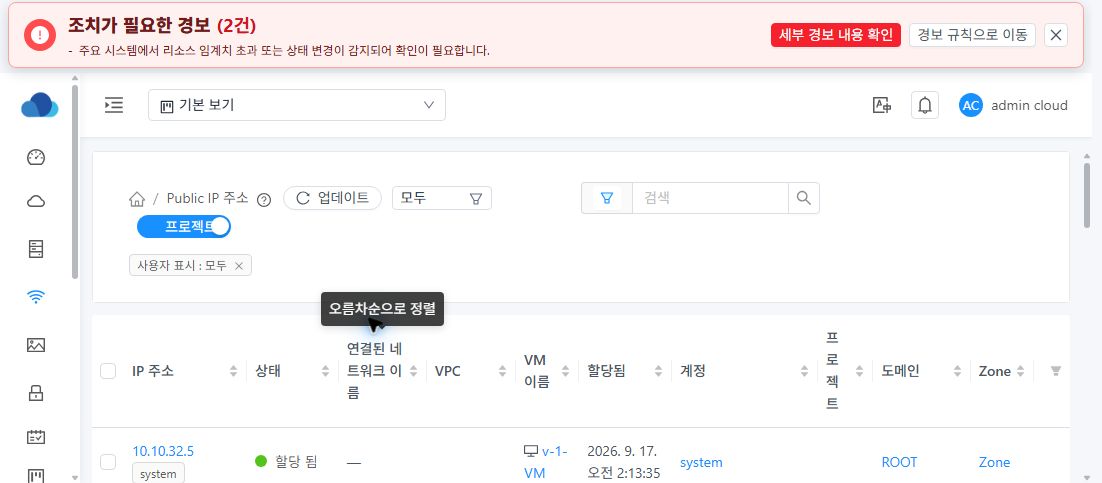 조치가 필요한 경보 (2건)
- 주요 시스템에서 리소스 임계치 초과 또는 상태 변경이 감지되어 확인이 필요합니다.
세부 경보 내용 확인
경보 규칙으로 이동
기본 보기
AC admin cloud
/ Public IP 주소
업데이트
모두
검색
프로젝트
사용자 표시 : 모두
오름차순으로 정렬
IP 주소
상태
연결된 네
트워크 이
름
VPC
VM
이름
할당됨
계정
프
로
젝
트
도메인
Zone
10.10.32.5
system
할당 됨
—
v-1-
VM
2026. 9. 17.
오전 2:13:35
system
ROOT
Zone